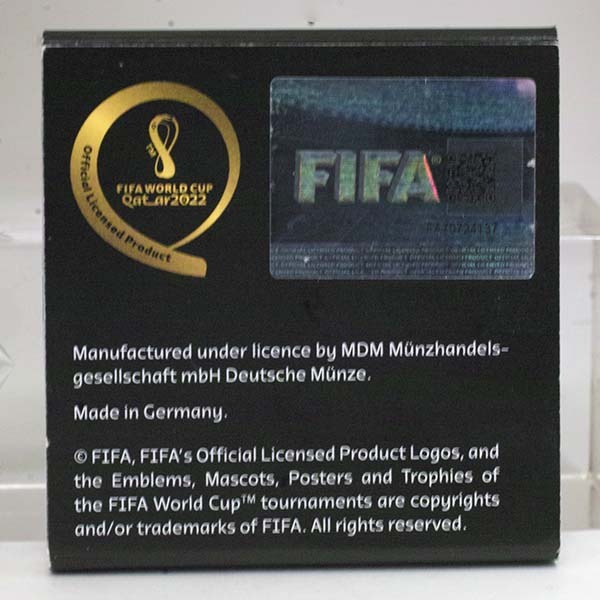 FIFA WORLD CUP
Qatar2022
Official Licensed Product
FIFA
Manufactured under licence by MDM Münzhandels-
gesellschaft mbH Deutsche Münze.
Made in Germany.
© FIFA, FIFA's Official Licensed Product Logos, and
the Emblems, Mascots, Posters and Trophies of
the FIFA World Cup™ tournaments are copyrights
and/or trademarks of FIFA. All rights reserved.